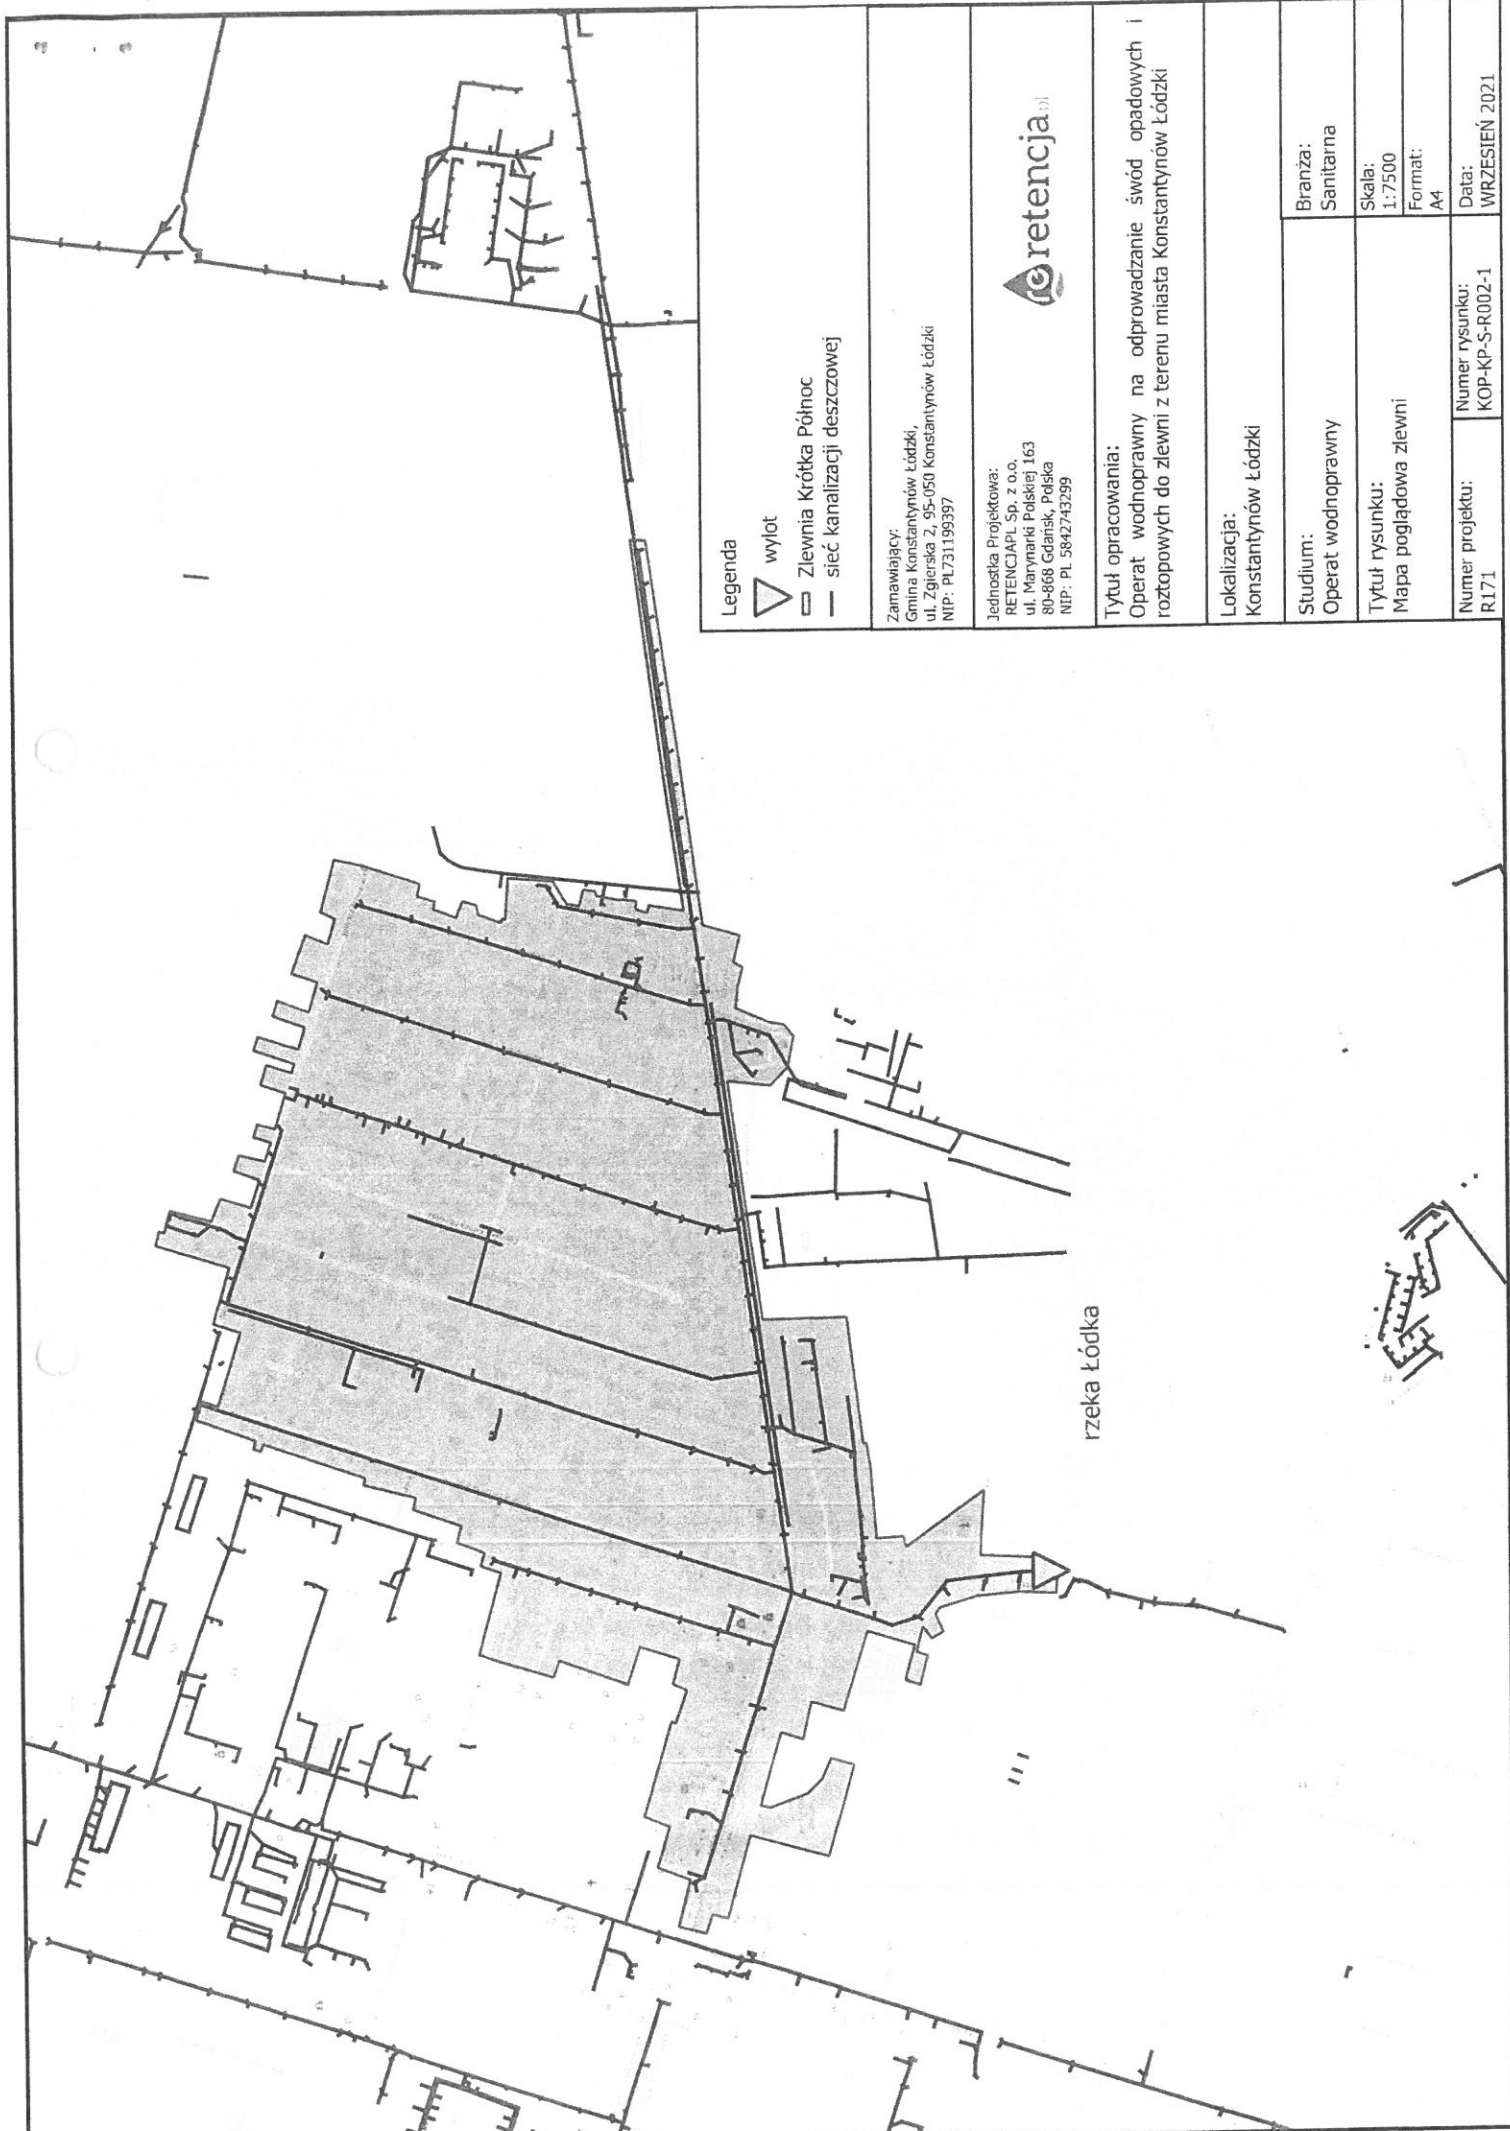 rzeka Łódka
Legenda
wylot
Zlewnia Krótka Północ
sieć kanalizacji deszczowej
Zamawiający:
Gmina Konstantynów Łódzki,
ul. Zgierska 2, 95-050 Konstantynów Łódzki
NIP: PL731199397
Jednostka Projektowa:
RETENCJAPL Sp. z o.o.
ul. Marynarki Polskiej 163
80-868 Gdańsk, Polska
NIP: PL 5842743299
retencja.pl
Tytuł opracowania:
Operat wodnoprawny na odprowadzanie śwód opadowych i
roztopowych do zlewni z terenu miasta Konstantynów Łódzki
Lokalizacja:
Konstantynów Łódzki
Studium:
Operat wodnoprawny
Branża:
Sanitarna
Tytuł rysunku:
Mapa poglądowa zlewni
Skala:
1:7500
Format:
A4
Numer projektu:
R171
Numer rysunku:
KOP-KP-S-R002-1
Data:
WRZESIEŃ 2021